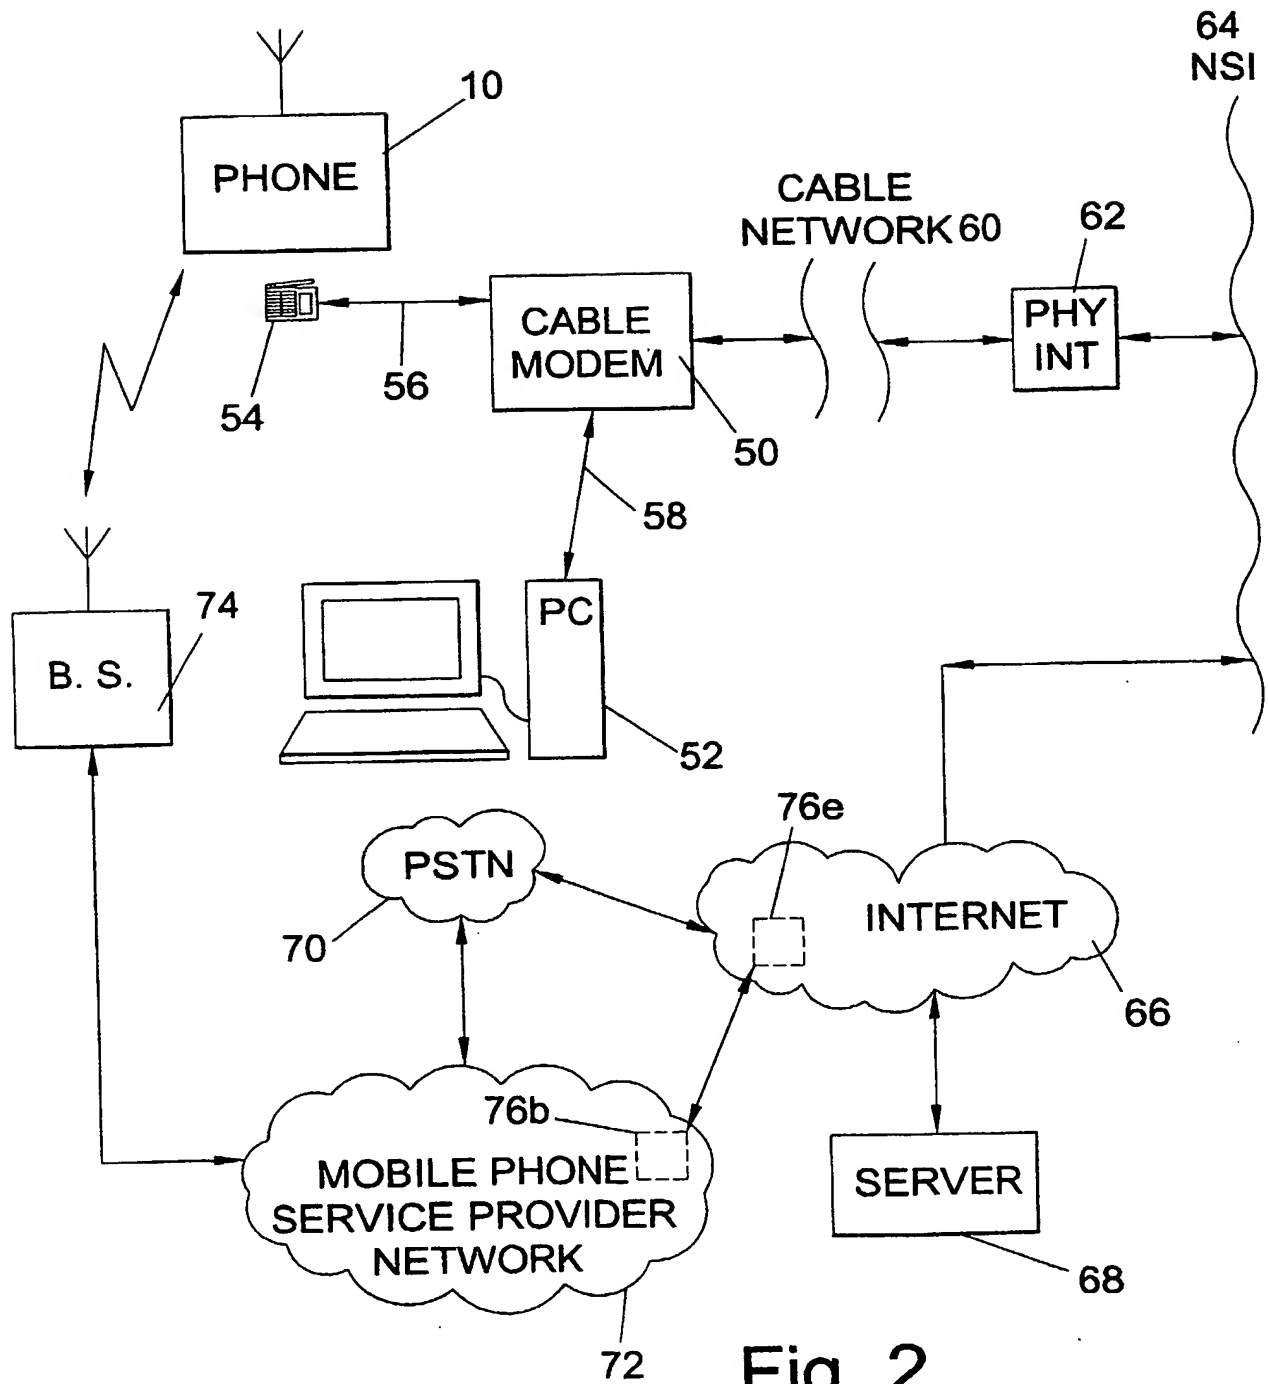 64
NSI
10
PHONE
CABLE
NETWORK 60
62
PHY
INT
CABLE
MODEM
54
56
50
58
74
B. S.
PC
52
76e
PSTN
INTERNET
70
66
76b
MOBILE PHONE
SERVICE PROVIDER
NETWORK
SERVER
68
72
Fig. 2